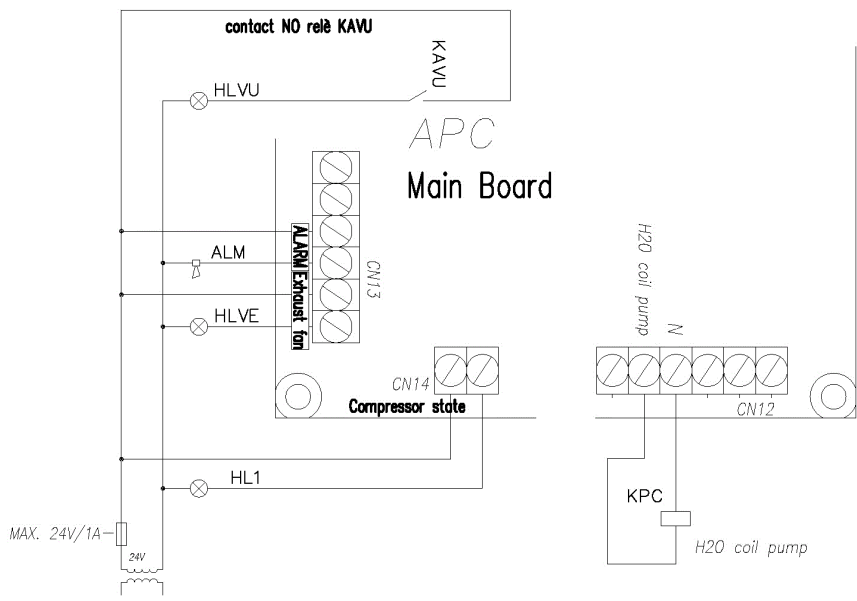 contact NO relè KAVU
KAVU
HLVU
APC
Main Board
ALARM
ALM
CN13
Exhaust fan
HLVE
H2O coil pump
N
CN14
CN12
Compressor state
HL1
KPC
MAX. 24V/1A
H2O coil pump
24V